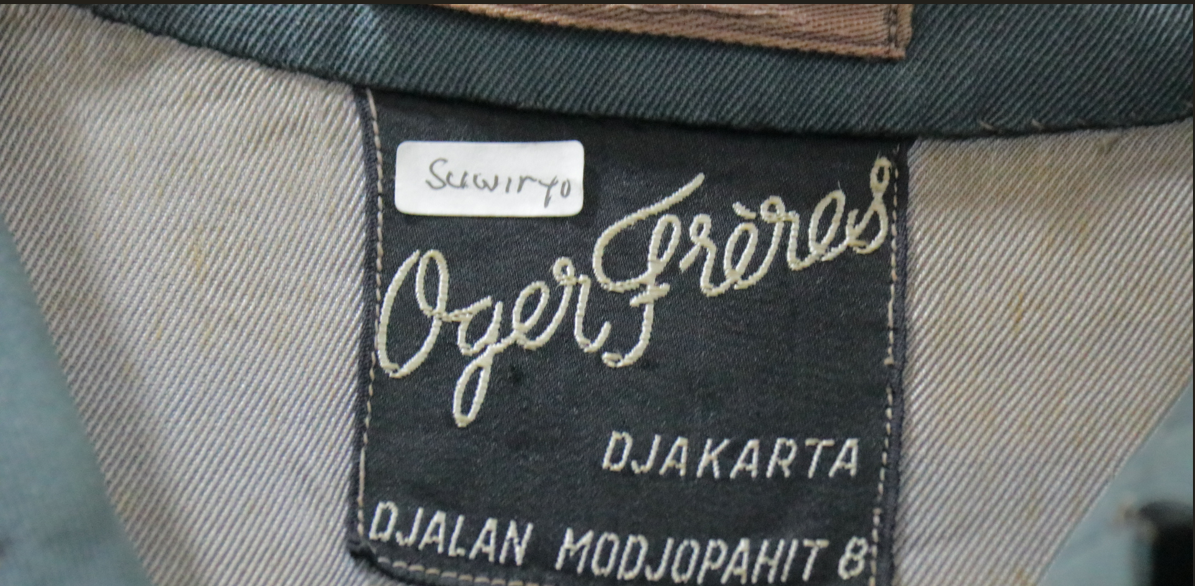 Suwiryo
Oger Frères
DJAKARTA
DJALAN MODJOPAHIT 8